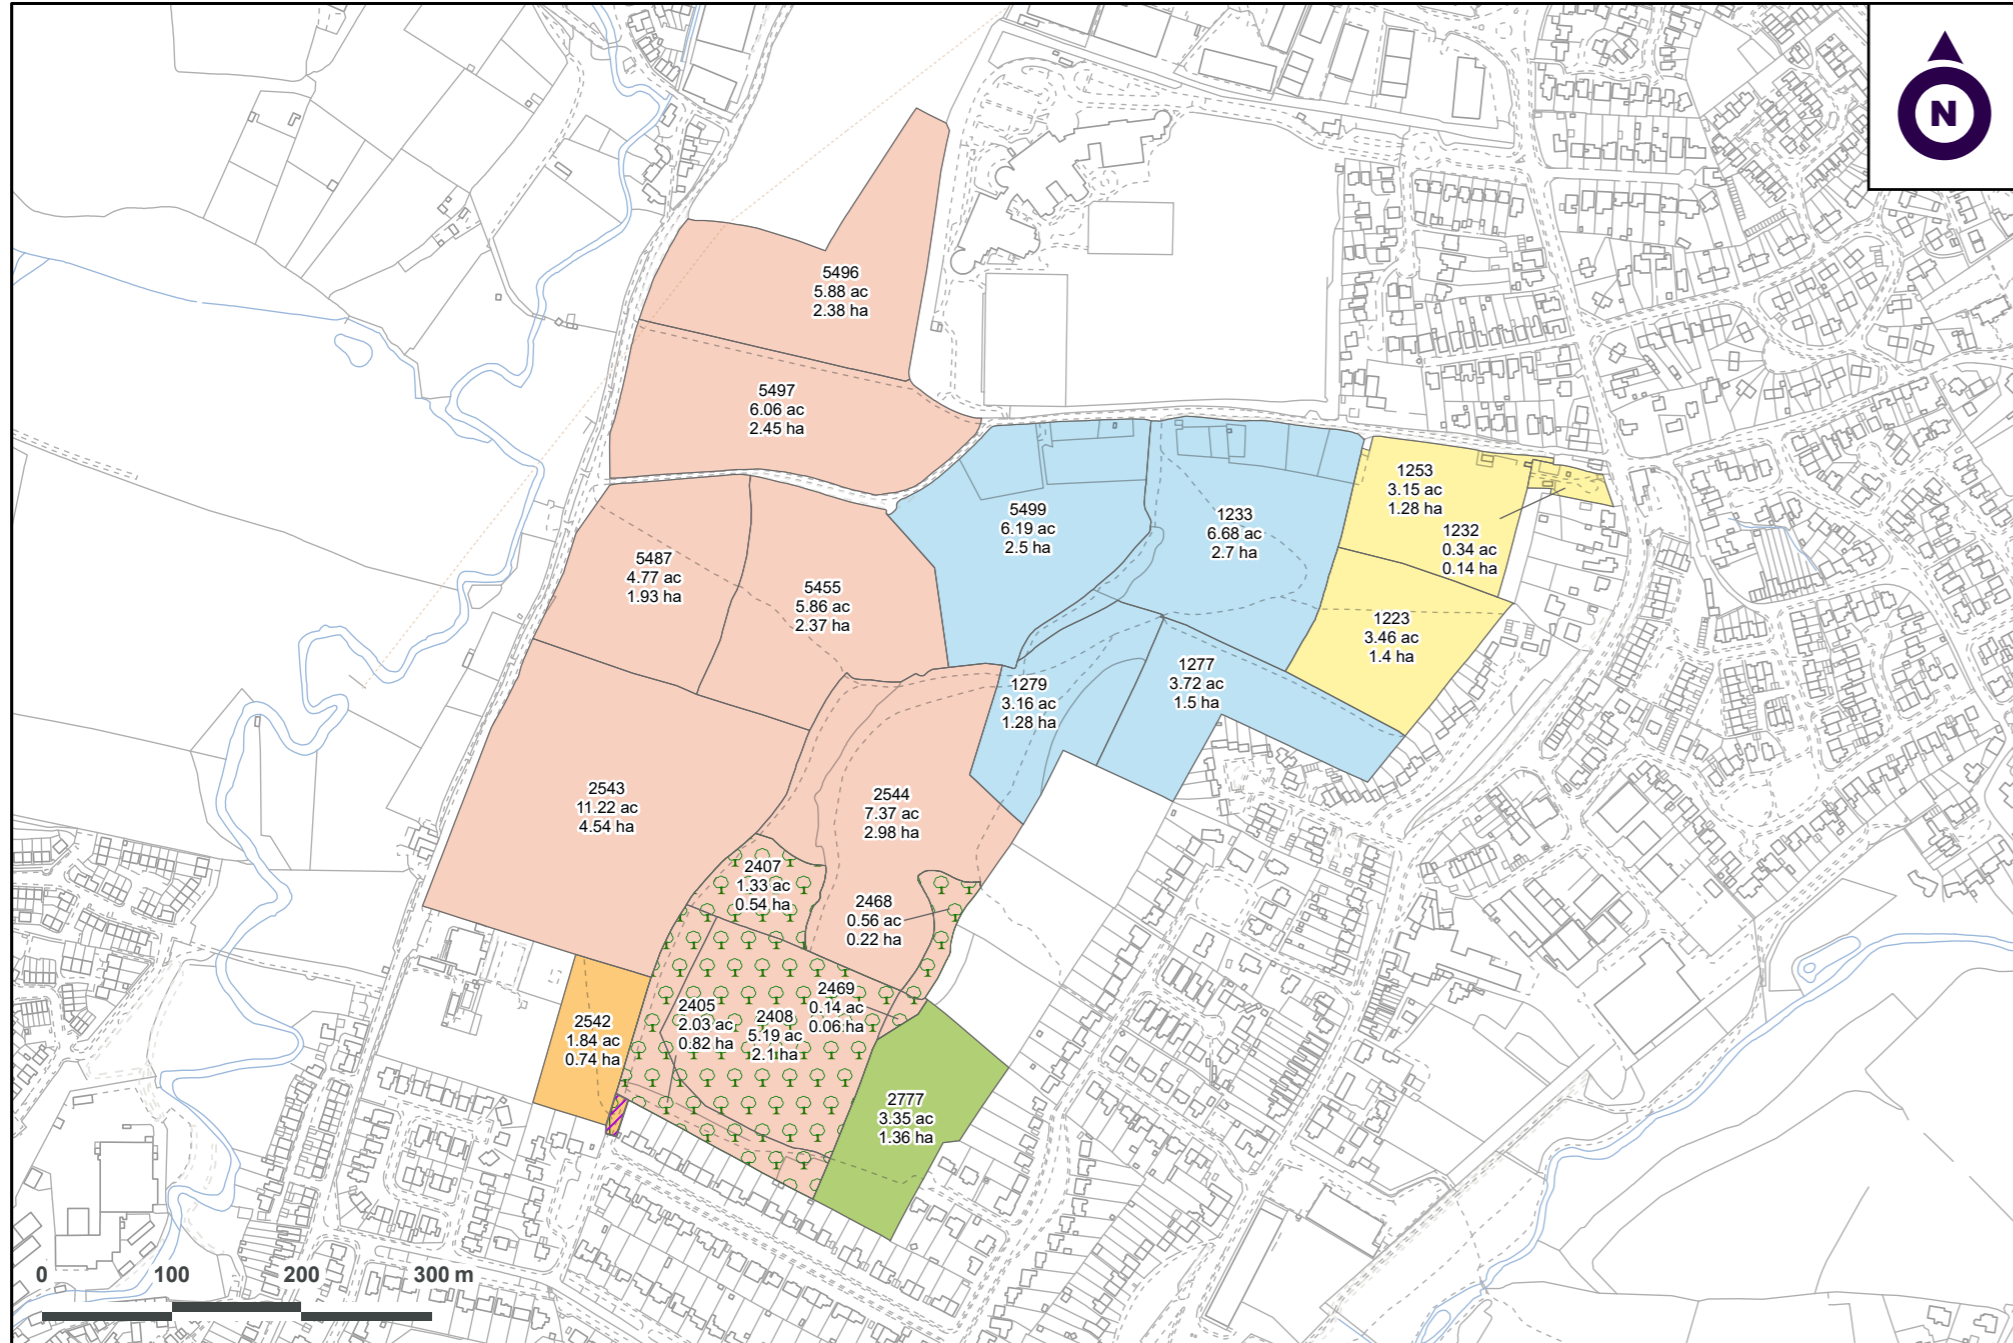 N
5496
5.88 ac
2.38 ha
5497
6.06 ac
2.45 ha
5499
6.19 ac
2.5 ha
1233
6.68 ac
2.7 ha
1253
3.15 ac
1.28 ha
1232
0.34 ac
0.14 ha
5487
4.77 ac
1.93 ha
5455
5.86 ac
2.37 ha
1223
3.46 ac
1.4 ha
1279
3.16 ac
1.28 ha
1277
3.72 ac
1.5 ha
2543
11.22 ac
4.54 ha
2544
7.37 ac
2.98 ha
2407
1.33 ac
0.54 ha
2468
0.56 ac
0.22 ha
2542
1.84 ac
0.74 ha
2405
2.03 ac
0.82 ha
2408
5.19 ac
2.1 ha
2469
0.14 ac
0.06 ha
2777
3.35 ac
1.36 ha
0 100 200 300 m